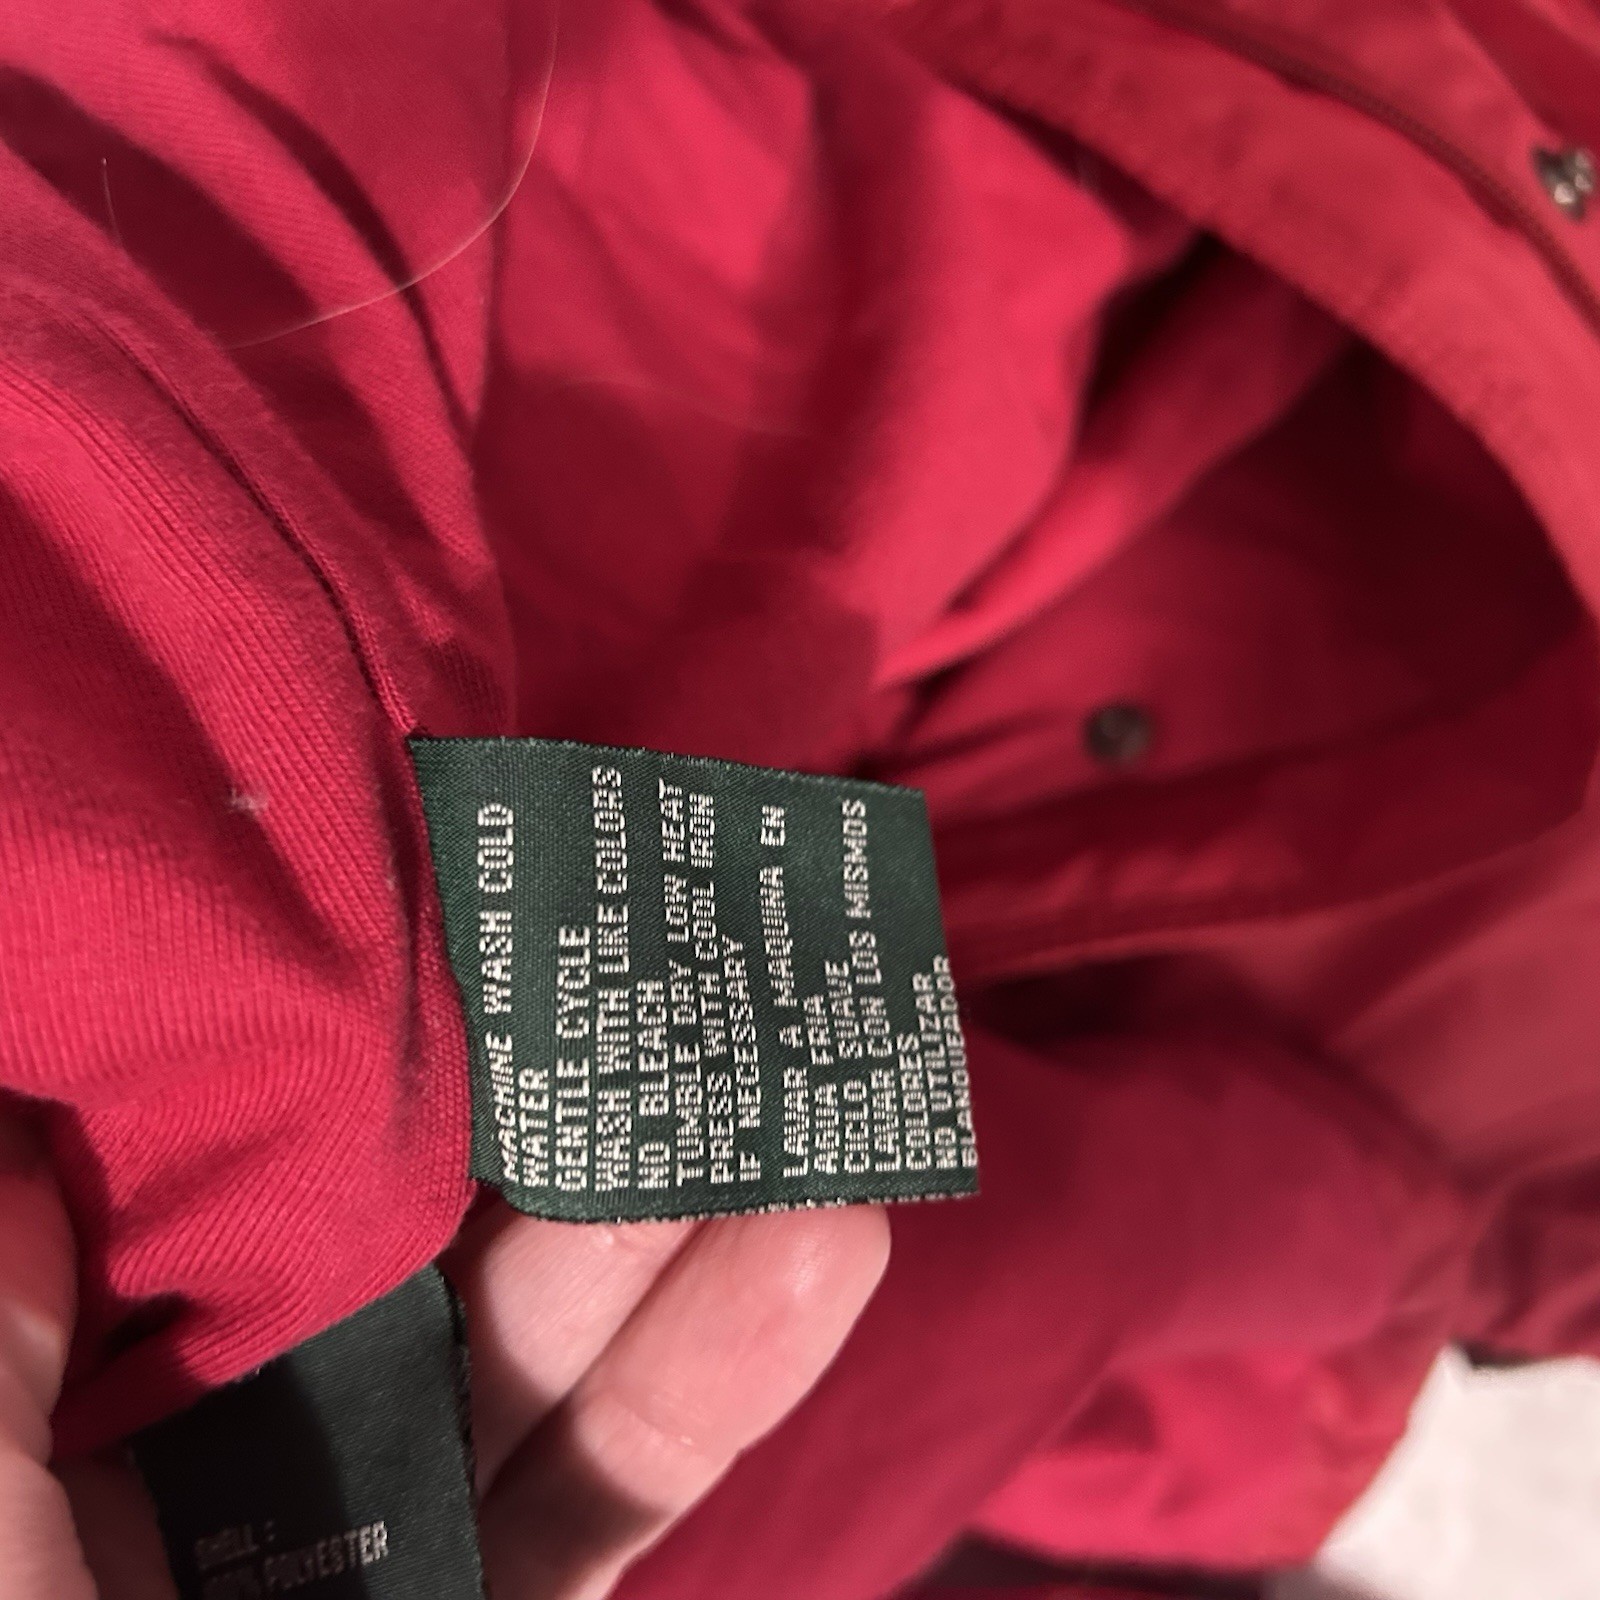 MACHINE WASH COLD
WATER
GENTLE CYCLE
WASH WITH LIKE COLORS
NO BLEACH
TUMBLE DRY LOW HEAT
PRESS WITH COOL IRON
IF NECESSARY
LAVAR A MAQUINA EN
AGUA FRIA
CICLO SUAVE
LAVAR CON LOS MISMOS
COLORES
NO UTILIZAR
BLANQUEADOR
SHELL :
100% POLYESTER